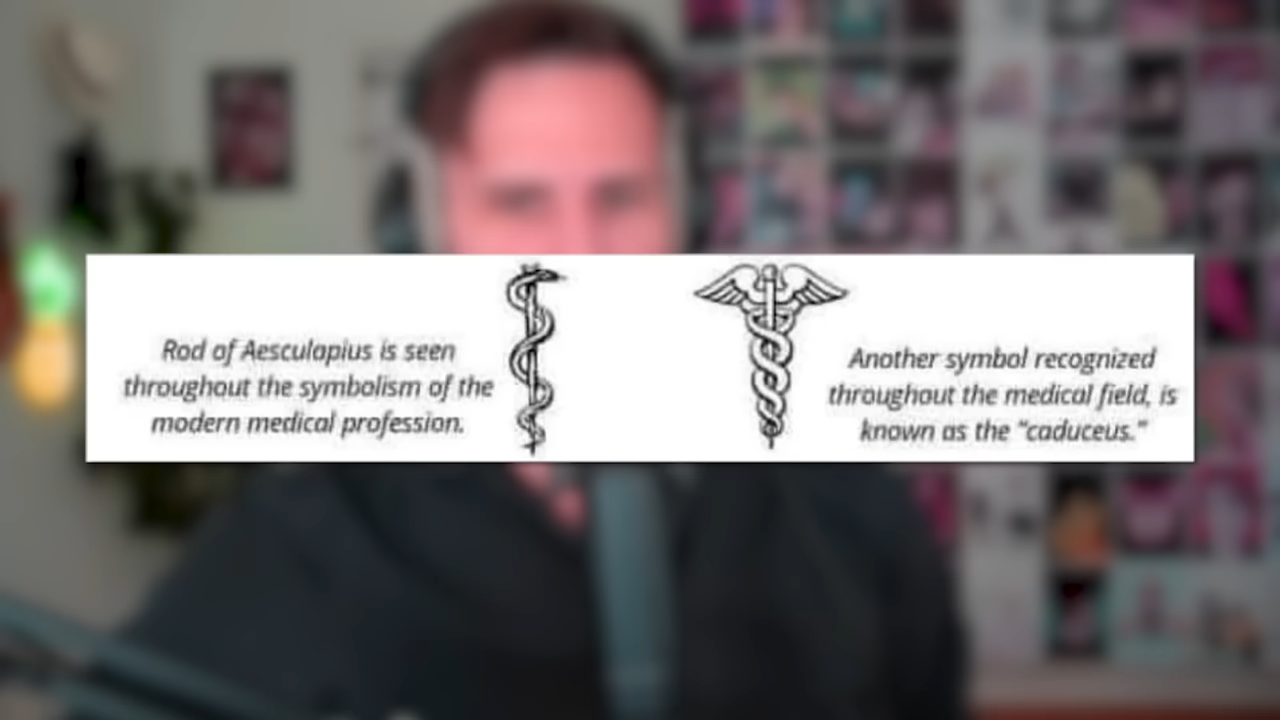 Rod of Aesculapius is seen
throughout the symbolism of the
modern medical profession.
Another symbol recognized
throughout the medical field, is
known as the "caduceus."